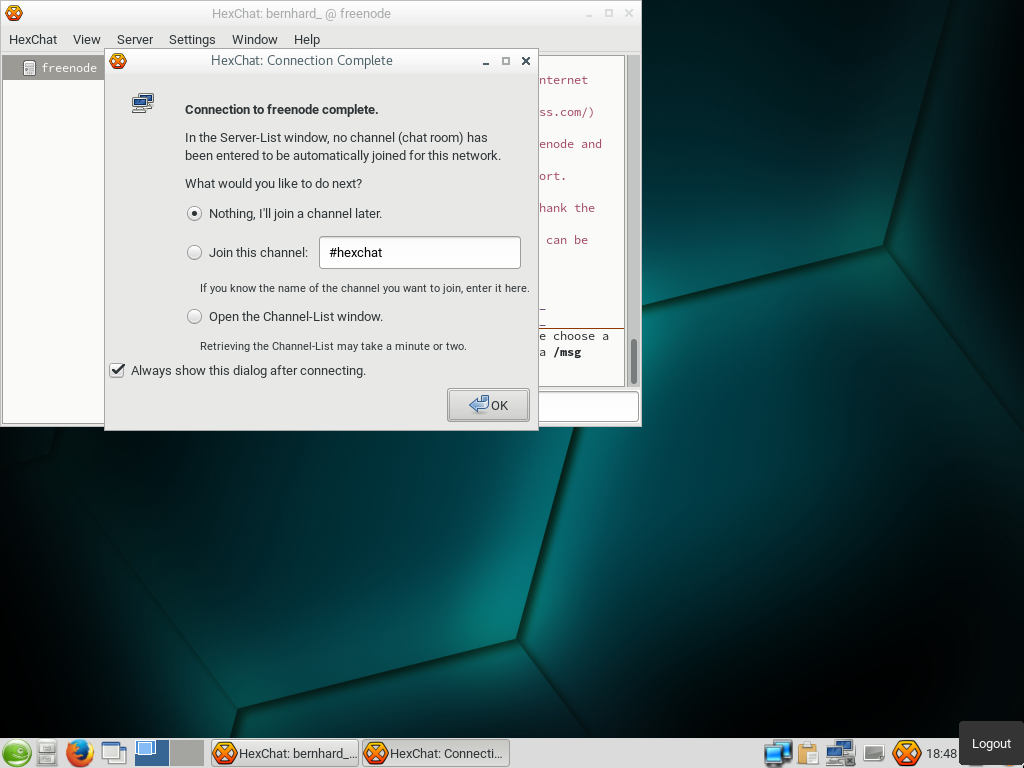 HexChat: bernhard_ @ freenode
HexChat View Server Settings Window Help
freenode
HexChat: Connection Complete
Connection to freenode complete.
In the Server-List window, no channel (chat room) has
been entered to be automatically joined for this network.
What would you like to do next?
Nothing, I'll join a channel later.
Join this channel: #hexchat
If you know the name of the channel you want to join, enter it here.
Open the Channel-List window.
Retrieving the Channel-List may take a minute or two.
Always show this dialog after connecting.
OK
nternet
ss.com/)
enode and
ort.
hank the
can be
e choose a
a /msg
HexChat: bernhard_...
HexChat: Connecti...
18:48
Logout